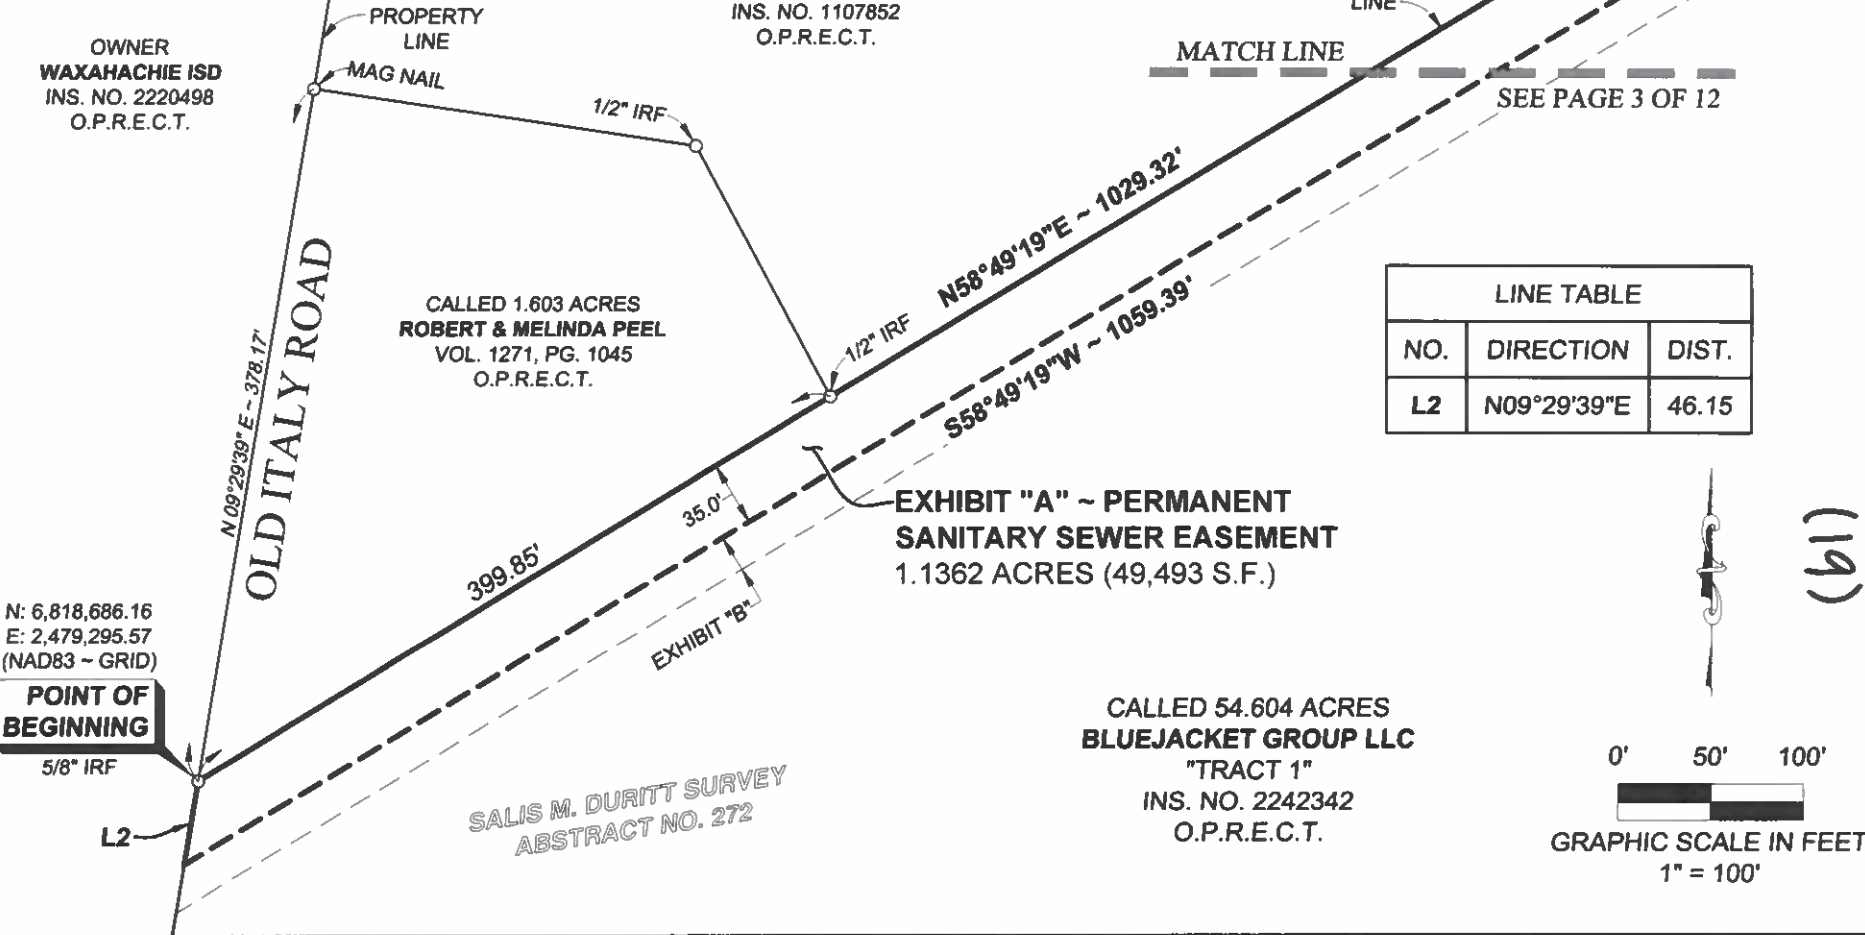 PROPERTY
LINE
INS. NO. 1107852
O.P.R.E.C.T.
LINE
OWNER
WAXAHACHIE ISD
INS. NO. 2220498
O.P.R.E.C.T.
MAG NAIL
1/2" IRF
MATCH LINE
SEE PAGE 3 OF 12
N58°49'19"E ~ 1029.32'
S58°49'19"W ~ 1059.39'
1/2" IRF
CALLED 1.603 ACRES
ROBERT & MELINDA PEEL
VOL. 1271, PG. 1045
O.P.R.E.C.T.
N 09°29'39" E ~ 378.17'
OLD ITALY ROAD
LINE TABLE
NO. DIRECTION DIST.
L2 N09°29'39"E 46.15
35.0'
399.85'
EXHIBIT "A" ~ PERMANENT
SANITARY SEWER EASEMENT
1.1362 ACRES (49,493 S.F.)
EXHIBIT "B"
(19)
N: 6,818,686.16
E: 2,479,295.57
(NAD83 ~ GRID)
POINT OF
BEGINNING
5/8" IRF
L2
SALIS M. DURITT SURVEY
ABSTRACT NO. 272
CALLED 54.604 ACRES
BLUEJACKET GROUP LLC
"TRACT 1"
INS. NO. 2242342
O.P.R.E.C.T.
0' 50' 100'
GRAPHIC SCALE IN FEET
1" = 100'